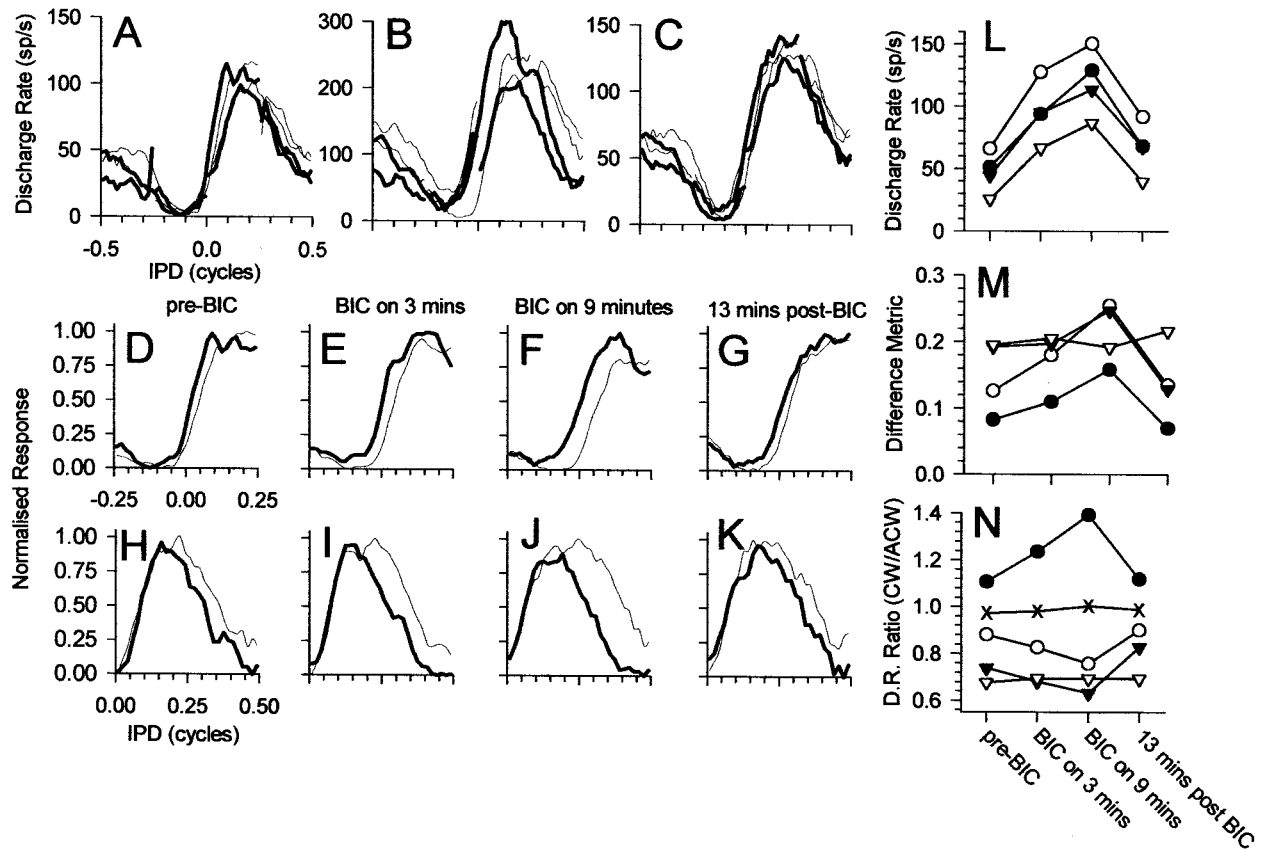 A
B
C
L
150
100
50
0
Discharge Rate (sp/s)
-0.5
0.0
0.5
IPD (cycles)
300
200
100
0
150
100
50
0
150
100
50
0
Discharge Rate (sp/s)
pre-BIC
BIC on 3 mins
BIC on 9 minutes
13 mins post-BIC
D
E
F
G
M
1.00
0.75
0.50
0.25
0.00
-0.25
0.00
0.25
Normalised Response
0.3
0.2
0.1
0.0
Difference Metric
H
I
J
K
N
1.00
0.75
0.50
0.25
0.00
0.00
0.25
0.50
IPD (cycles)
1.4
1.2
1.0
0.8
0.6
D.R. Ratio (CW/ACW)
pre-BIC
BIC on 3 mins
BIC on 9 mins
13 mins post BIC